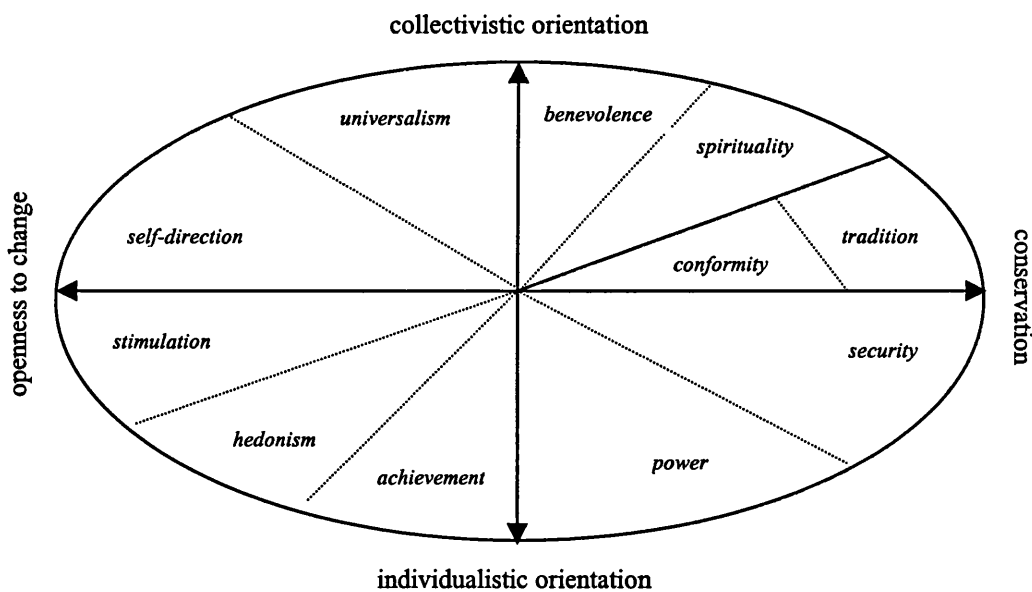 collectivistic orientation
universalism
benevolence
spirituality
self-direction
tradition
conformity
openness to change
conservation
stimulation
security
hedonism
power
achievement
individualistic orientation